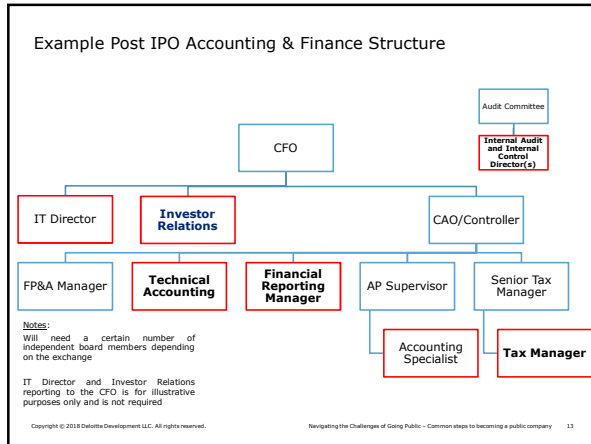 Example Post IPO Accounting & Finance Structure
Audit Committee
Internal Audit
and Internal
Control
Director(s)
CFO
IT Director
Investor
Relations
CAO/Controller
FP&A Manager
Technical
Accounting
Financial
Reporting
Manager
AP Supervisor
Senior Tax
Manager
Accounting
Specialist
Tax Manager
Notes:
Will need a certain number of
independent board members depending
on the exchange
IT Director and Investor Relations
reporting to the CFO is for illustrative
purposes only and is not required
Copyright © 2018 Deloitte Development LLC. All rights reserved.
Navigating the Challenges of Going Public – Common steps to becoming a public company 13